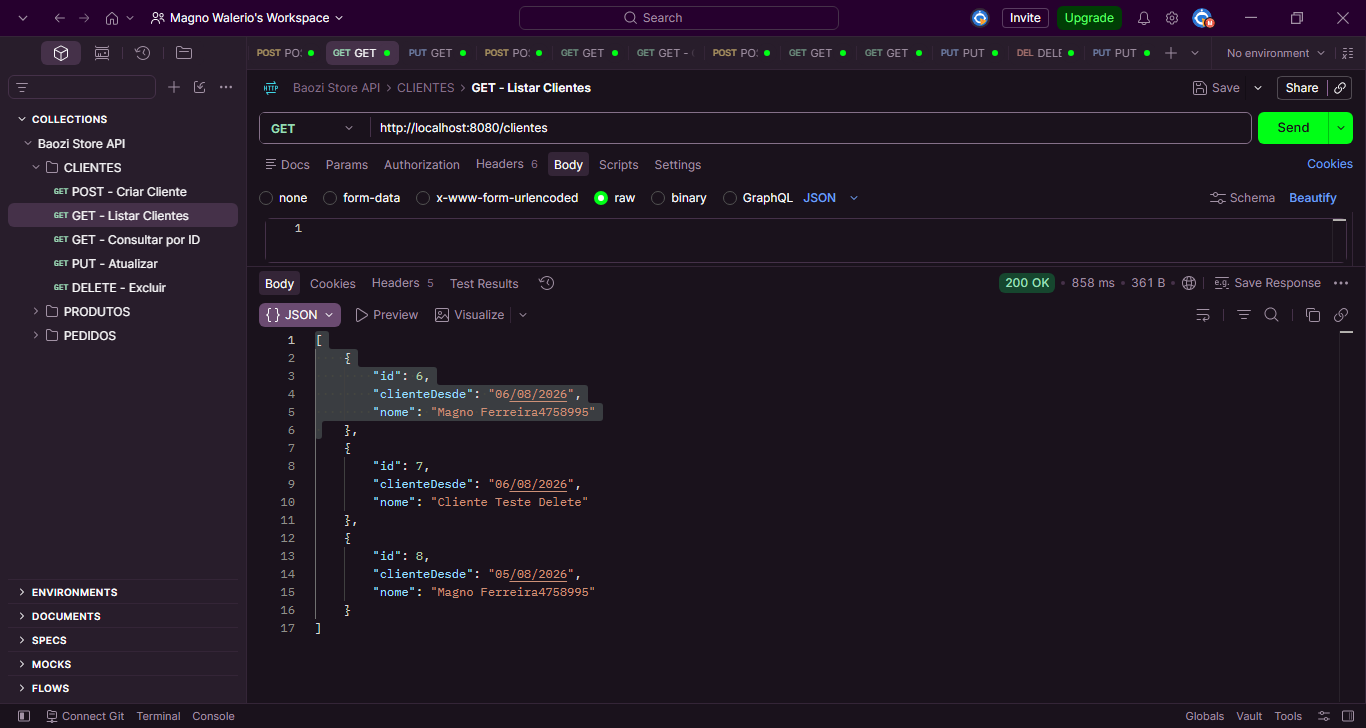 Magno Walerio's Workspace
Search
Invite
Upgrade
POST PO:
GET GET
PUT GET
POST PO:
GET GET
GET GET -
POST PO:
GET GET
GET GET
PUT PUT
DEL DELE
PUT PUT
No environment
HTTP
Baozi Store API > CLIENTES > GET - Listar Clientes
Save
Share
GET
http://localhost:8080/clientes
Send
Docs
Params
Authorization
Headers 6
Body
Scripts
Settings
Cookies
none
form-data
x-www-form-urlencoded
raw
binary
GraphQL
JSON
Schema
Beautify
1
COLLECTIONS
Baozi Store API
CLIENTES
GET POST - Criar Cliente
GET GET - Listar Clientes
GET GET - Consultar por ID
GET PUT - Atualizar
GET DELETE - Excluir
PRODUTOS
PEDIDOS
ENVIRONMENTS
DOCUMENTS
SPECS
MOCKS
FLOWS
Body
Cookies
Headers 5
Test Results
200 OK
858 ms
361 B
e.g. Save Response
{} JSON
Preview
Visualize
1 [
2 {
3 "id": 6,
4 "clienteDesde": "06/08/2026",
5 "nome": "Magno Ferreira4758995"
6 },
7 {
8 "id": 7,
9 "clienteDesde": "06/08/2026",
10 "nome": "Cliente Teste Delete"
11 },
12 {
13 "id": 8,
14 "clienteDesde": "05/08/2026",
15 "nome": "Magno Ferreira4758995"
16 }
17 ]
Connect Git
Terminal
Console
Globals
Vault
Tools